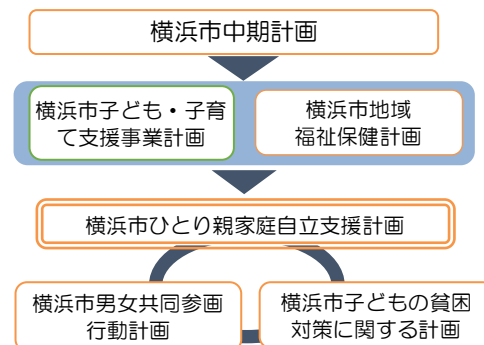 横浜市中期計画
横浜市子ども・子育
て支援事業計画
横浜市地域
福祉保健計画
横浜市ひとり親家庭自立支援計画
横浜市男女共同参画
行動計画
横浜市子どもの貧困
対策に関する計画